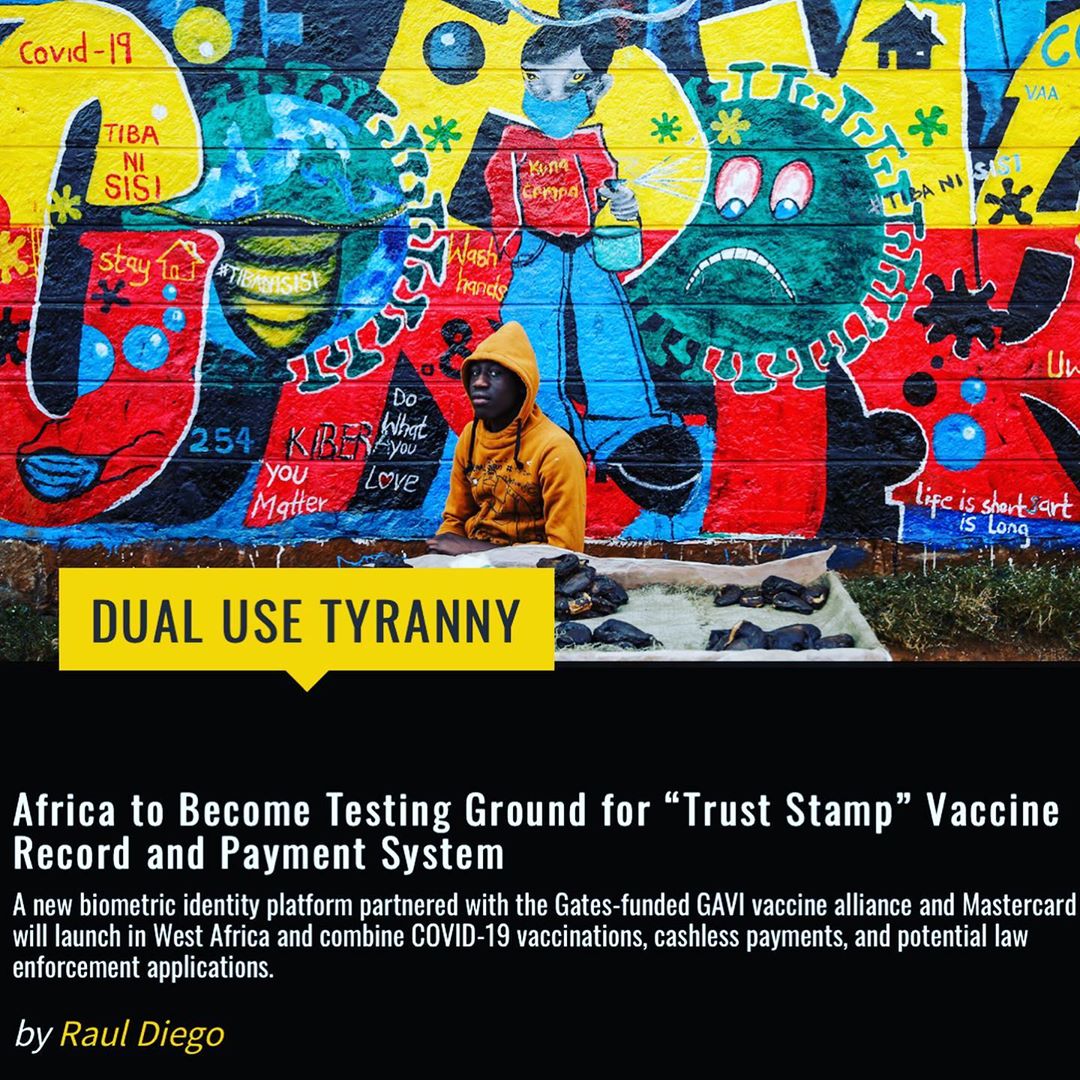 Covid-19
TIBA
NI
SISI
VAA
Kuna
Corona
#TIBA NI SISI
stay
#TIBANISISI
Wash
hands
Do
What
you
Love
254
KIBER
YOU
Matter
life is short art
is Long
DUAL USE TYRANNY
Africa to Become Testing Ground for “Trust Stamp” Vaccine
Record and Payment System
A new biometric identity platform partnered with the Gates-funded GAVI vaccine alliance and Mastercard
will launch in West Africa and combine COVID-19 vaccinations, cashless payments, and potential law
enforcement applications.
by Raul Diego